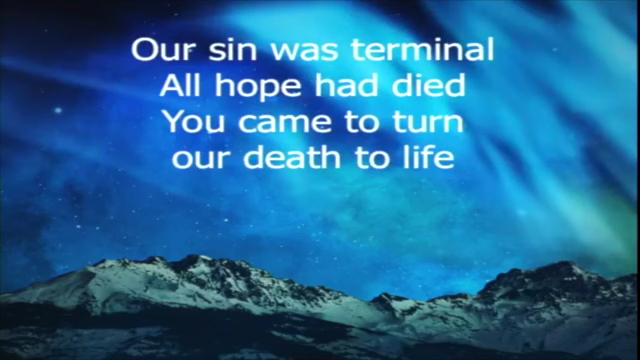 Our sin was terminal
All hope had died
You came to turn
our death to life